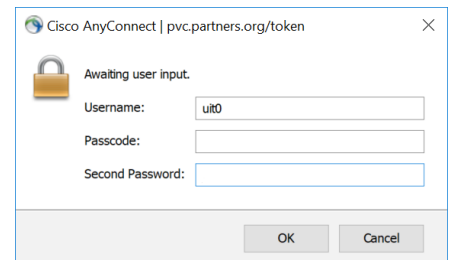 Cisco AnyConnect | pvc.partners.org/token
Awaiting user input.
Username: uit0
Passcode:
Second Password:
OK Cancel